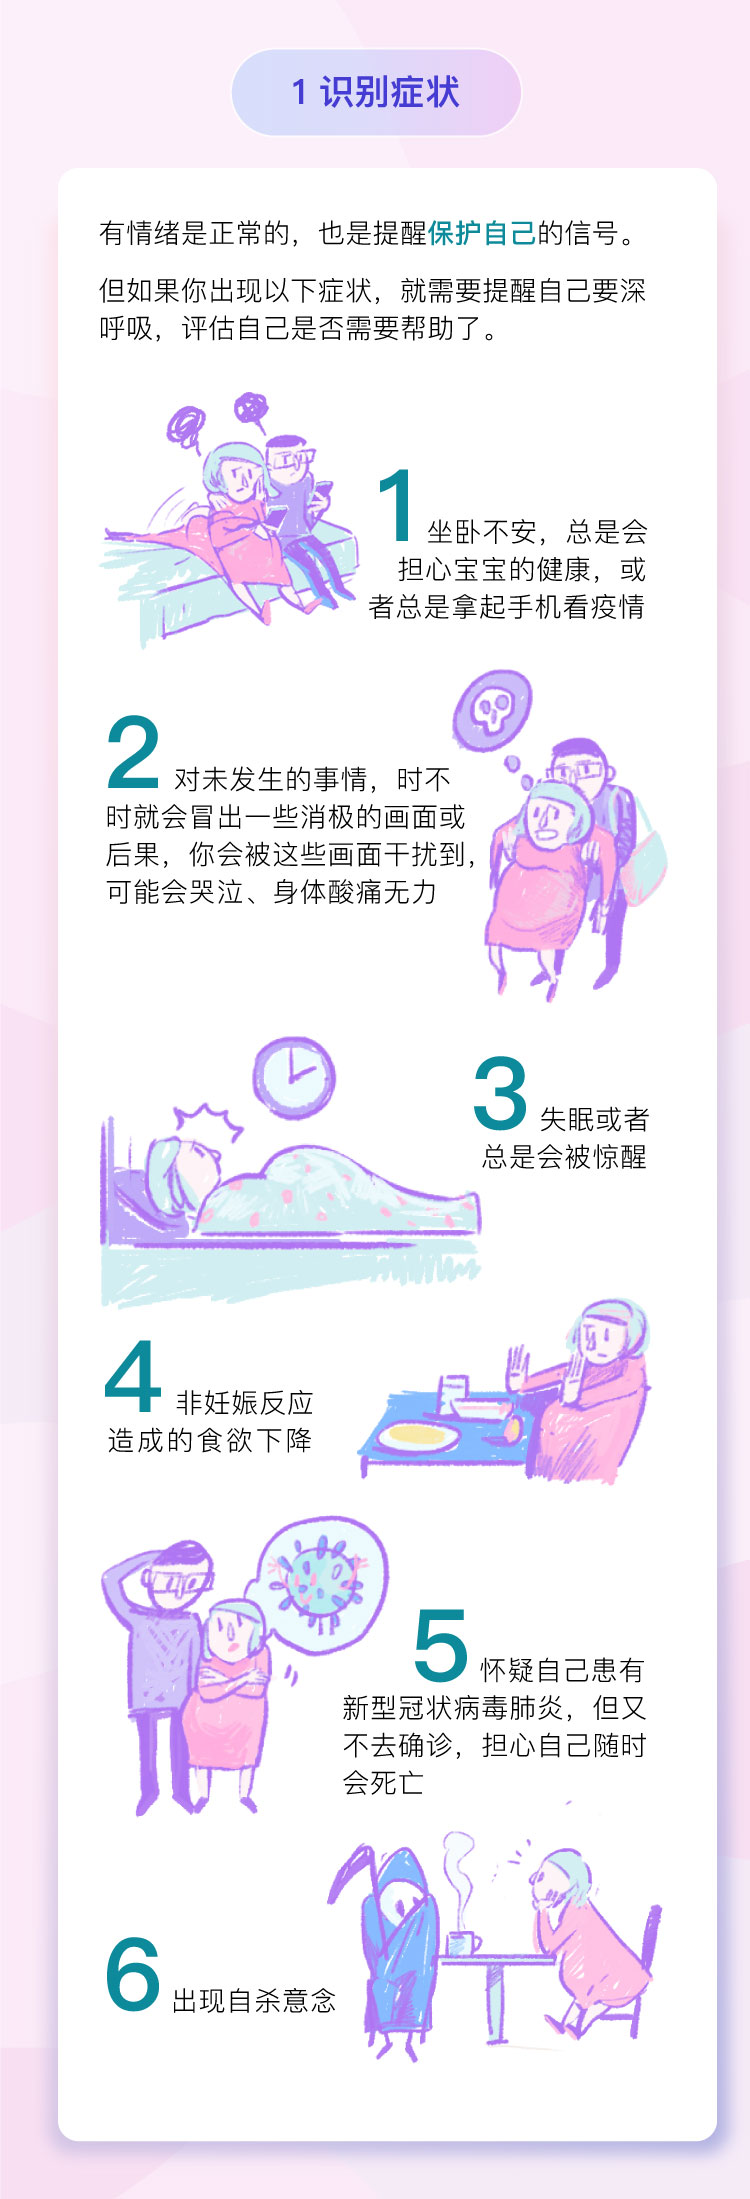 1 识别症状
有情绪是正常的，也是提醒保护自己的信号。
但如果你出现以下症状，就需要提醒自己要深
呼吸，评估自己是否需要帮助了。
1 坐卧不安，总是会
担心宝宝的健康，或
者总是拿起手机看疫情
2 对未发生的事情，时不
时就会冒出一些消极的画面或
后果，你会被这些画面干扰到，
可能会哭泣、身体酸痛无力
3 失眠或者
总是会被惊醒
4 非妊娠反应
造成的食欲下降
5 怀疑自己患有
新型冠状病毒肺炎，但又
不去确诊，担心自己随时
会死亡
6 出现自杀意念